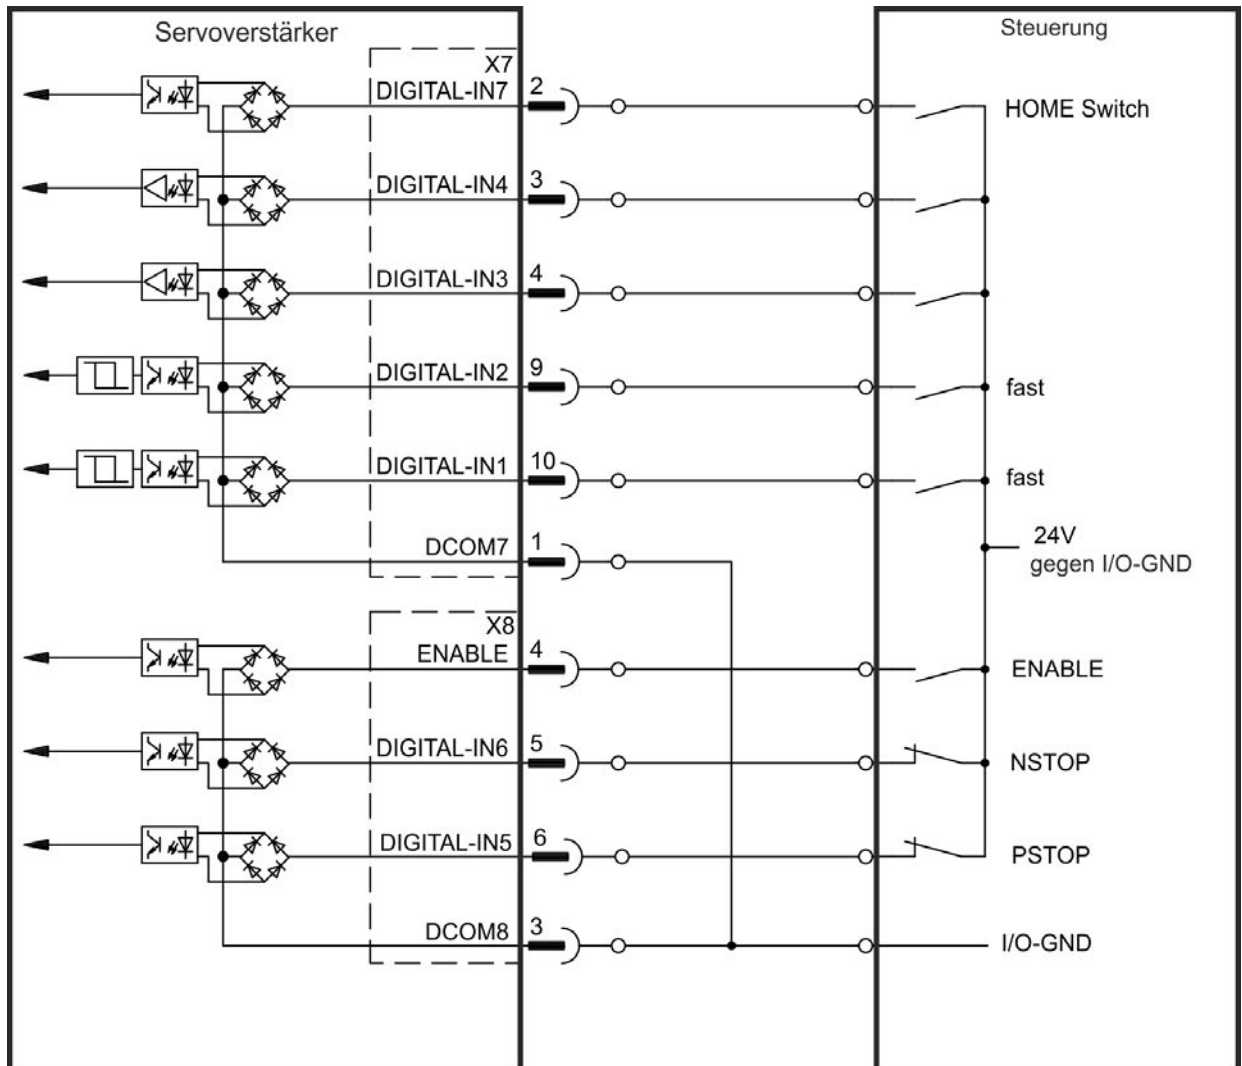 Servoverstärker
Steuerung
X7
DIGITAL-IN7 2 HOME Switch
DIGITAL-IN4 3
DIGITAL-IN3 4
DIGITAL-IN2 9 fast
DIGITAL-IN1 10 fast
DCOM7 1
24V
gegen I/O-GND
X8
ENABLE 4 ENABLE
DIGITAL-IN6 5 NSTOP
DIGITAL-IN5 6 PSTOP
DCOM8 3 I/O-GND